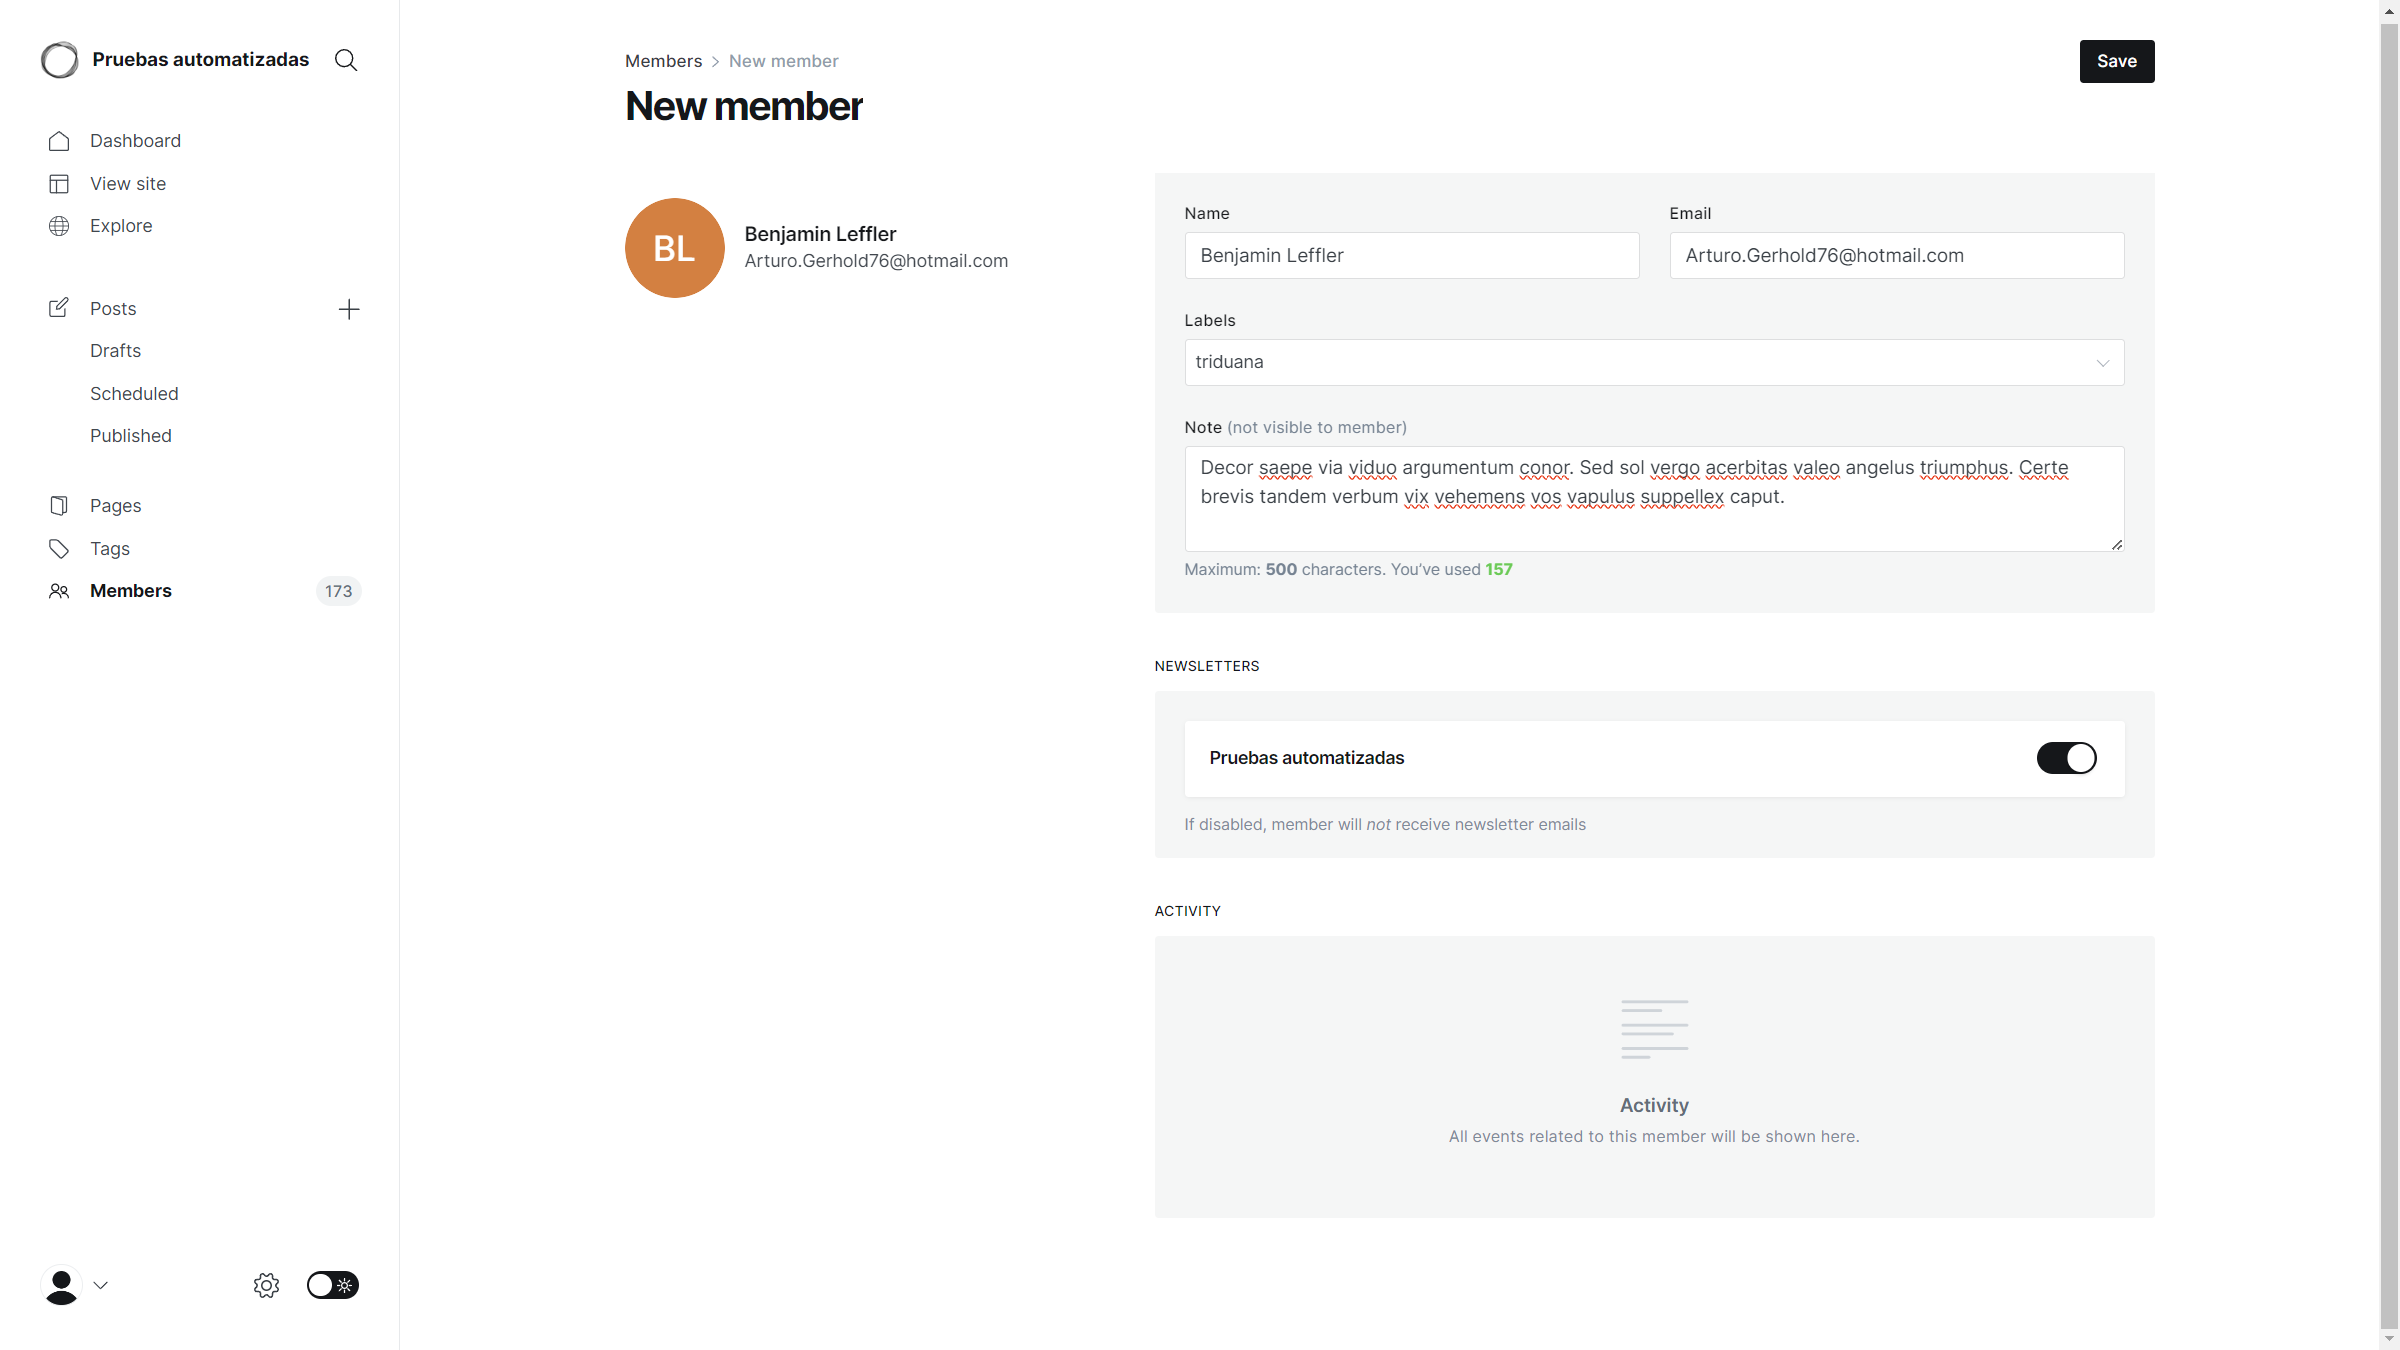 Pruebas automatizadas
Dashboard
View site
Explore
Posts
Drafts
Scheduled
Published
Pages
Tags
Members 173
Members > New member
New member
Save
BL
Benjamin Leffler
Arturo.Gerhold76@hotmail.com
Name
Benjamin Leffler
Email
Arturo.Gerhold76@hotmail.com
Labels
triduana
Note (not visible to member)
Decor saepe via viduo argumentum conor. Sed sol vergo acerbitas valeo angelus triumphus. Certe
brevis tandem verbum vix vehemens vos vapulus suppellex caput.
Maximum: 500 characters. You’ve used 157
NEWSLETTERS
Pruebas automatizadas
If disabled, member will not receive newsletter emails
ACTIVITY
Activity
All events related to this member will be shown here.